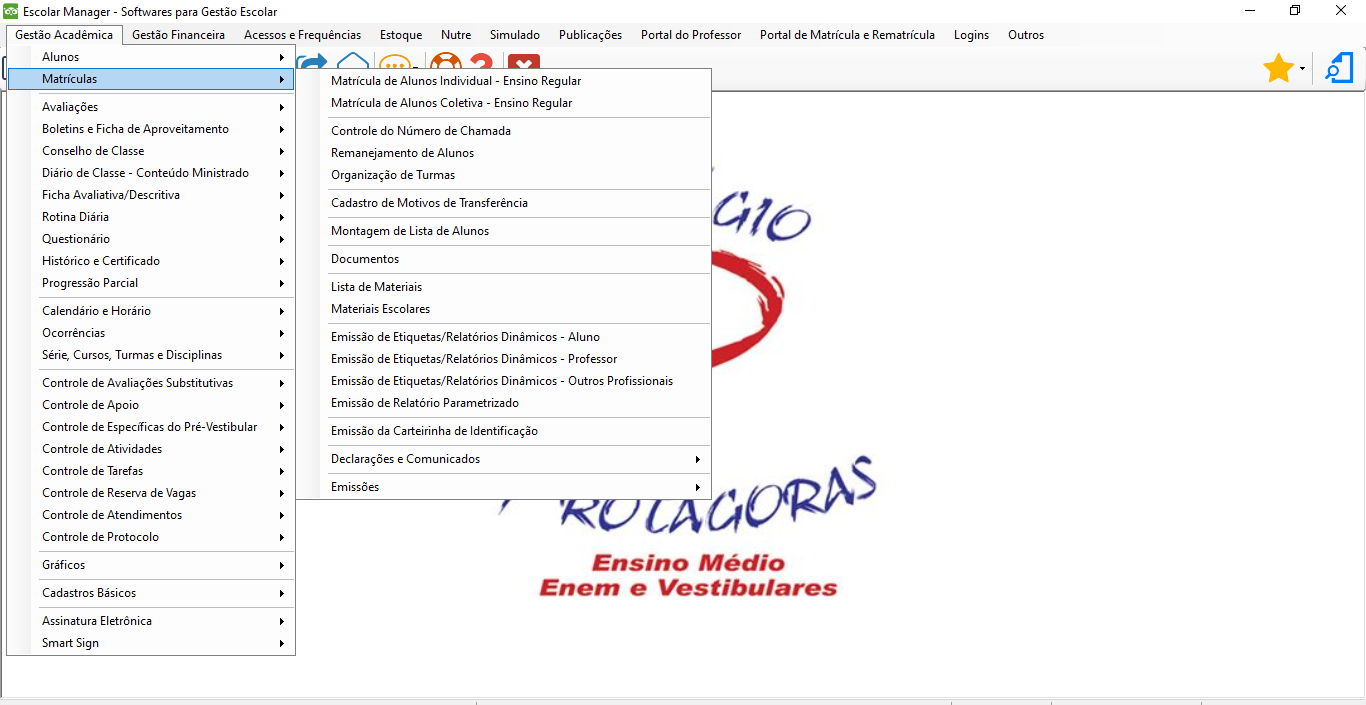 Escolar Manager - Softwares para Gestão Escolar
Gestão Acadêmica Gestão Financeira Acessos e Frequências Estoque Nutre Simulado Publicações Portal do Professor Portal de Matrícula e Rematrícula Logins Outros
Alunos
Matrículas
Avaliações
Boletins e Ficha de Aproveitamento
Conselho de Classe
Diário de Classe - Conteúdo Ministrado
Ficha Avaliativa/Descritiva
Rotina Diária
Questionário
Histórico e Certificado
Progressão Parcial
Calendário e Horário
Ocorrências
Série, Cursos, Turmas e Disciplinas
Controle de Avaliações Substitutivas
Controle de Apoio
Controle de Específicas do Pré-Vestibular
Controle de Atividades
Controle de Tarefas
Controle de Reserva de Vagas
Controle de Atendimentos
Controle de Protocolo
Gráficos
Cadastros Básicos
Assinatura Eletrônica
Smart Sign
Matrícula de Alunos Individual - Ensino Regular
Matrícula de Alunos Coletiva - Ensino Regular
Controle do Número de Chamada
Remanejamento de Alunos
Organização de Turmas
Cadastro de Motivos de Transferência
Montagem de Lista de Alunos
Documentos
Lista de Materiais
Materiais Escolares
Emissão de Etiquetas/Relatórios Dinâmicos - Aluno
Emissão de Etiquetas/Relatórios Dinâmicos - Professor
Emissão de Etiquetas/Relatórios Dinâmicos - Outros Profissionais
Emissão de Relatório Parametrizado
Emissão da Carteirinha de Identificação
Declarações e Comunicados
Emissões
GIO
ROTAGORAS
Ensino Médio
Enem e Vestibulares